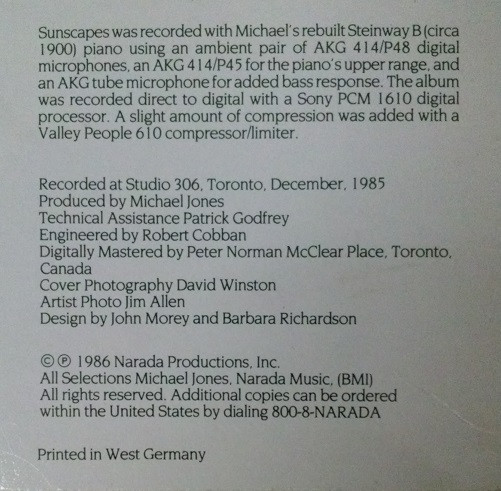 Sunscapes was recorded with Michael's rebuilt Steinway B (circa
1900) piano using an ambient pair of AKG 414/P48 digital
microphones, an AKG 414/P45 for the piano's upper range, and
an AKG tube microphone for added bass response. The album
was recorded direct to digital with a Sony PCM 1610 digital
processor. A slight amount of compression was added with a
Valley People 610 compressor/limiter.
Recorded at Studio 306, Toronto, December, 1985
Produced by Michael Jones
Technical Assistance Patrick Godfrey
Engineered by Robert Cobban
Digitally Mastered by Peter Norman McClear Place, Toronto,
Canada
Cover Photography David Winston
Artist Photo Jim Allen
Design by John Morey and Barbara Richardson
© ℗ 1986 Narada Productions, Inc.
All Selections Michael Jones, Narada Music, (BMI)
All rights reserved. Additional copies can be ordered
within the United States by dialing 800-8-NARADA
Printed in West Germany